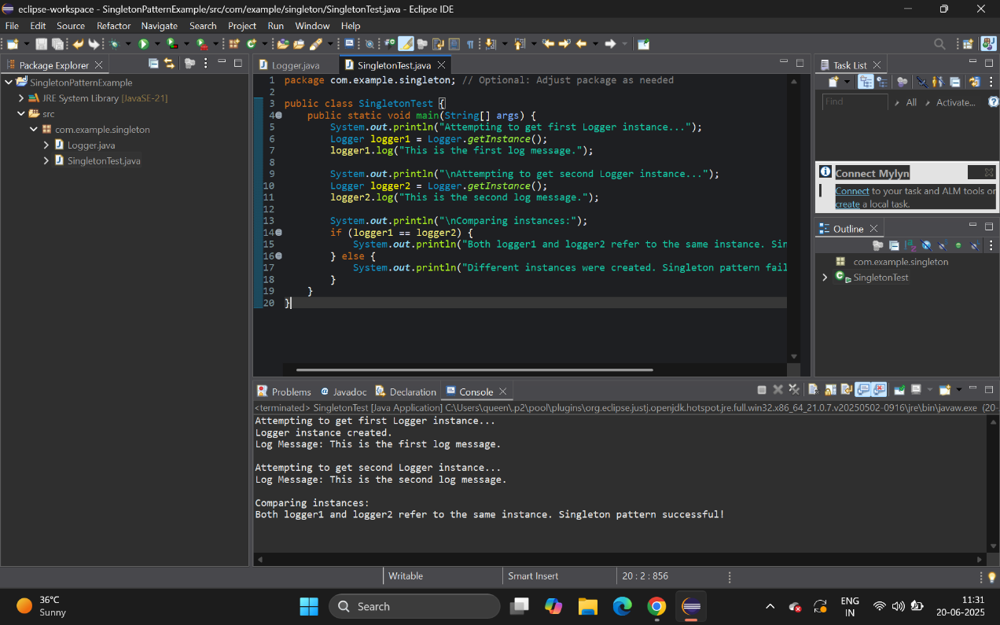 eclipse-workspace - SingletonPatternExample/src/com/example/singleton/SingletonTest.java - Eclipse IDE
File Edit Source Refactor Navigate Search Project Run Window Help
Package Explorer
SingletonPatternExample
JRE System Library [JavaSE-21]
src
com.example.singleton
Logger.java
SingletonTest.java
Logger.java SingletonTest.java
1 package com.example.singleton; // Optional: Adjust package as needed
2
3 public class SingletonTest {
4 public static void main(String[] args) {
5 System.out.println("Attempting to get first Logger instance...");
6 Logger logger1 = Logger.getInstance();
7 logger1.log("This is the first log message.");
8
9 System.out.println("\nAttempting to get second Logger instance...");
10 Logger logger2 = Logger.getInstance();
11 logger2.log("This is the second log message.");
12
13 System.out.println("\nComparing instances:");
14 if (logger1 == logger2) {
15 System.out.println("Both logger1 and logger2 refer to the same instance. Sin
16 } else {
17 System.out.println("Different instances were created. Singleton pattern fail
18 }
19 }
20 }
Task List
Find All Activate...
Connect Mylyn
Connect to your task and ALM tools or
create a local task.
Outline
com.example.singleton
SingletonTest
Problems Javadoc Declaration Console
<terminated> SingletonTest [Java Application] C:\Users\queen\.p2\pool\plugins\org.eclipse.justj.openjdk.hotspot.jre.full.win32.x86_64_21.0.7.v20250502-0916\jre\bin\javaw.exe (20-
Attempting to get first Logger instance...
Logger instance created.
Log Message: This is the first log message.
Attempting to get second Logger instance...
Log Message: This is the second log message.
Comparing instances:
Both logger1 and logger2 refer to the same instance. Singleton pattern successful!
Writable Smart Insert 20 : 2 : 856
36°C
Sunny
Search
ENG
IN
11:31
20-06-2025